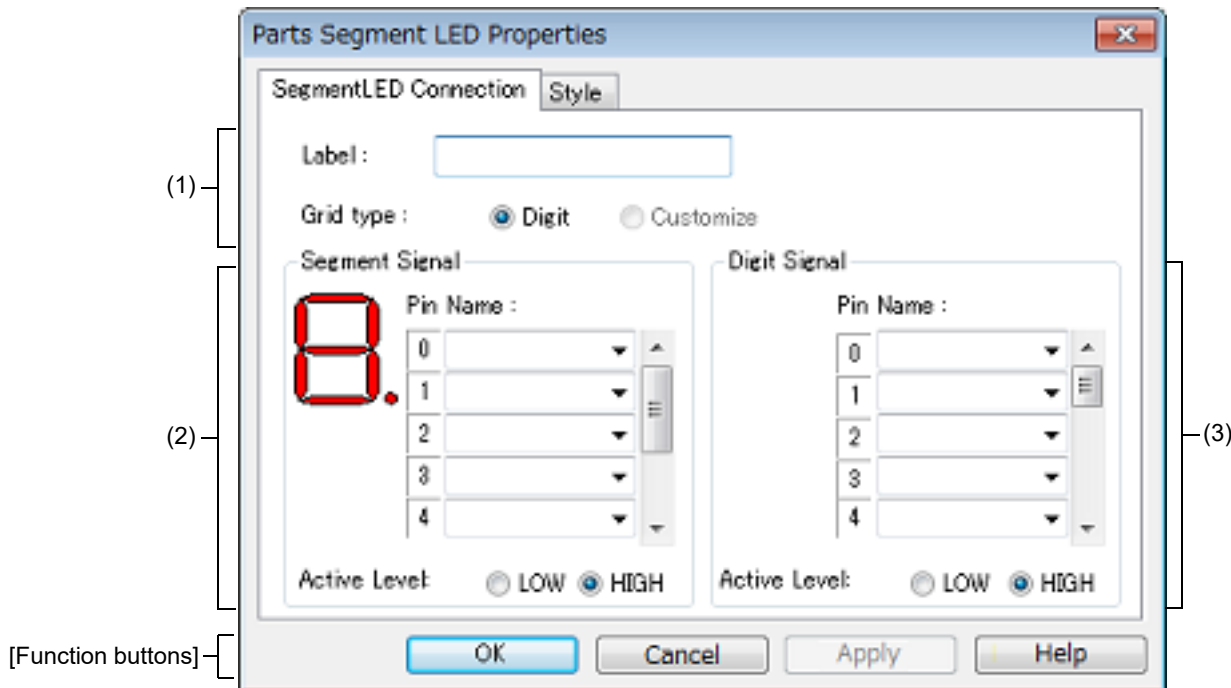 Parts Segment LED Properties
SegmentLED Connection
Style
(1)
Label :
Grid type :
Digit
Customize
(2)
Segment Signal
Pin Name :
0
1
2
3
4
Active Level:
LOW
HIGH
Digit Signal
Pin Name :
0
1
2
3
4
Active Level:
LOW
HIGH
(3)
[Function buttons]
OK
Cancel
Apply
Help